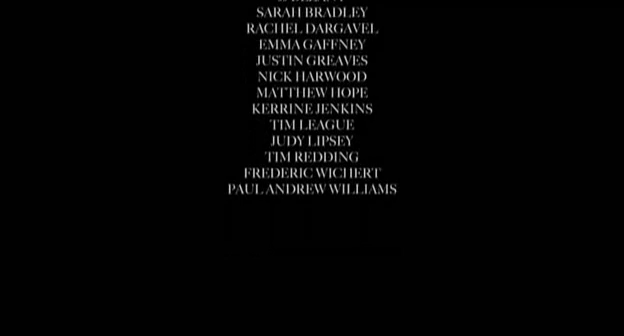 SARAH BRADLEY
RACHEL DARGAVEL
EMMA GAFFNEY
JUSTIN GREAVES
NICK HARWOOD
MATTHEW HOPE
KERRINE JENKINS
TIM LEAGUE
JUDY LIPSEY
TIM REDDING
FREDERIC WICHERT
PAUL ANDREW WILLIAMS